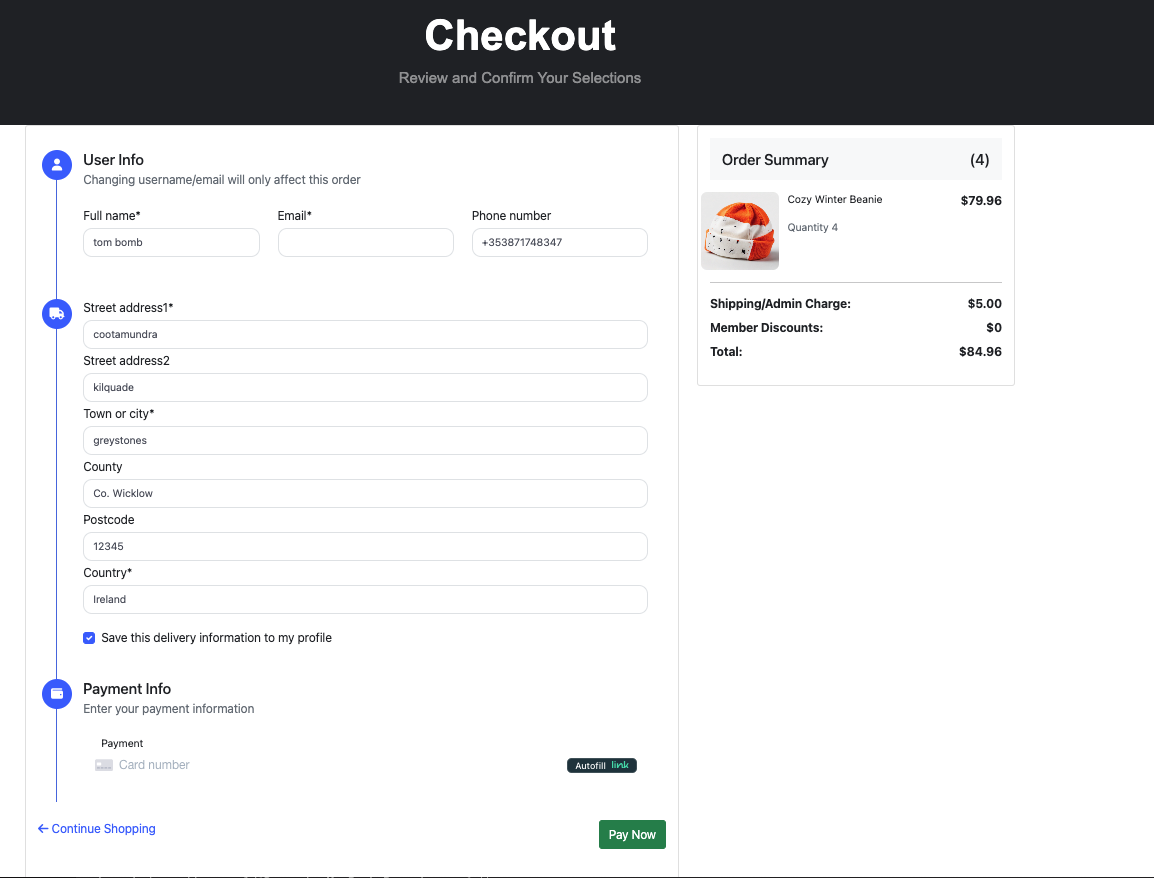 Checkout
Review and Confirm Your Selections
User Info
Changing username/email will only affect this order
Full name*
Email*
Phone number
tom bomb
+353871748347
Street address1*
cootamundra
Street address2
kilquade
Town or city*
greystones
County
Co. Wicklow
Postcode
12345
Country*
Ireland
Save this delivery information to my profile
Payment Info
Enter your payment information
Payment
Card number
Autofill link
Continue Shopping
Pay Now
Order Summary (4)
Cozy Winter Beanie $79.96
Quantity 4
Shipping/Admin Charge: $5.00
Member Discounts: $0
Total: $84.96